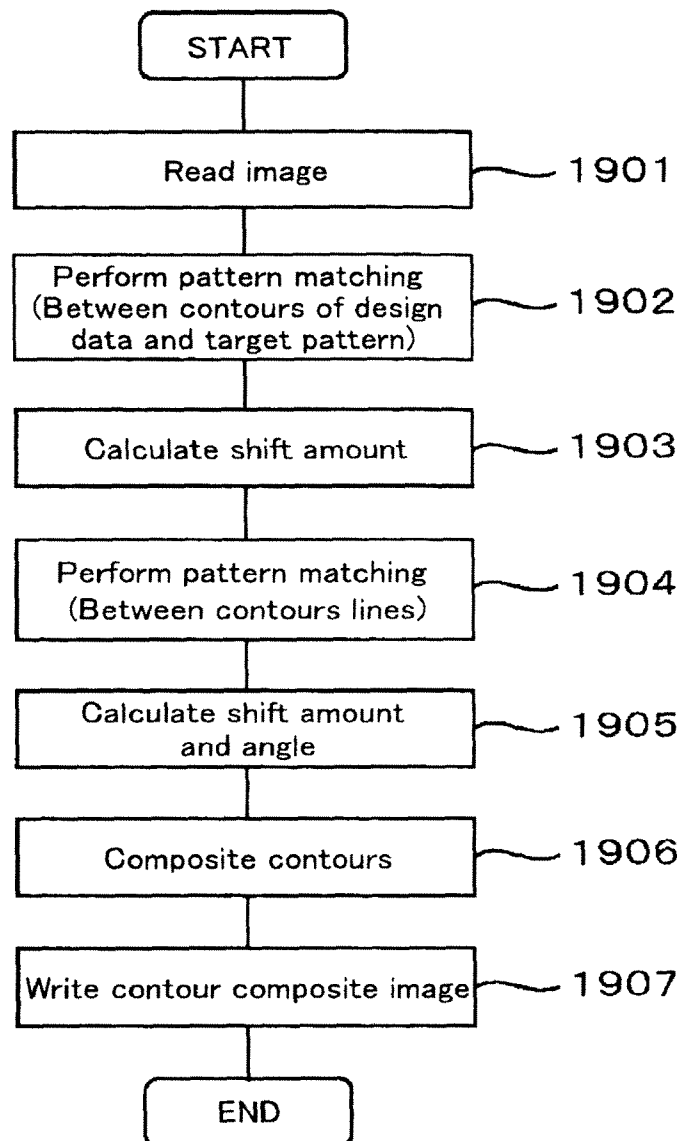 START
Read image
1901
Perform pattern matching
(Between contours of design
data and target pattern)
1902
Calculate shift amount
1903
Perform pattern matching
(Between contours lines)
1904
Calculate shift amount
and angle
1905
Composite contours
1906
Write contour composite image
1907
END